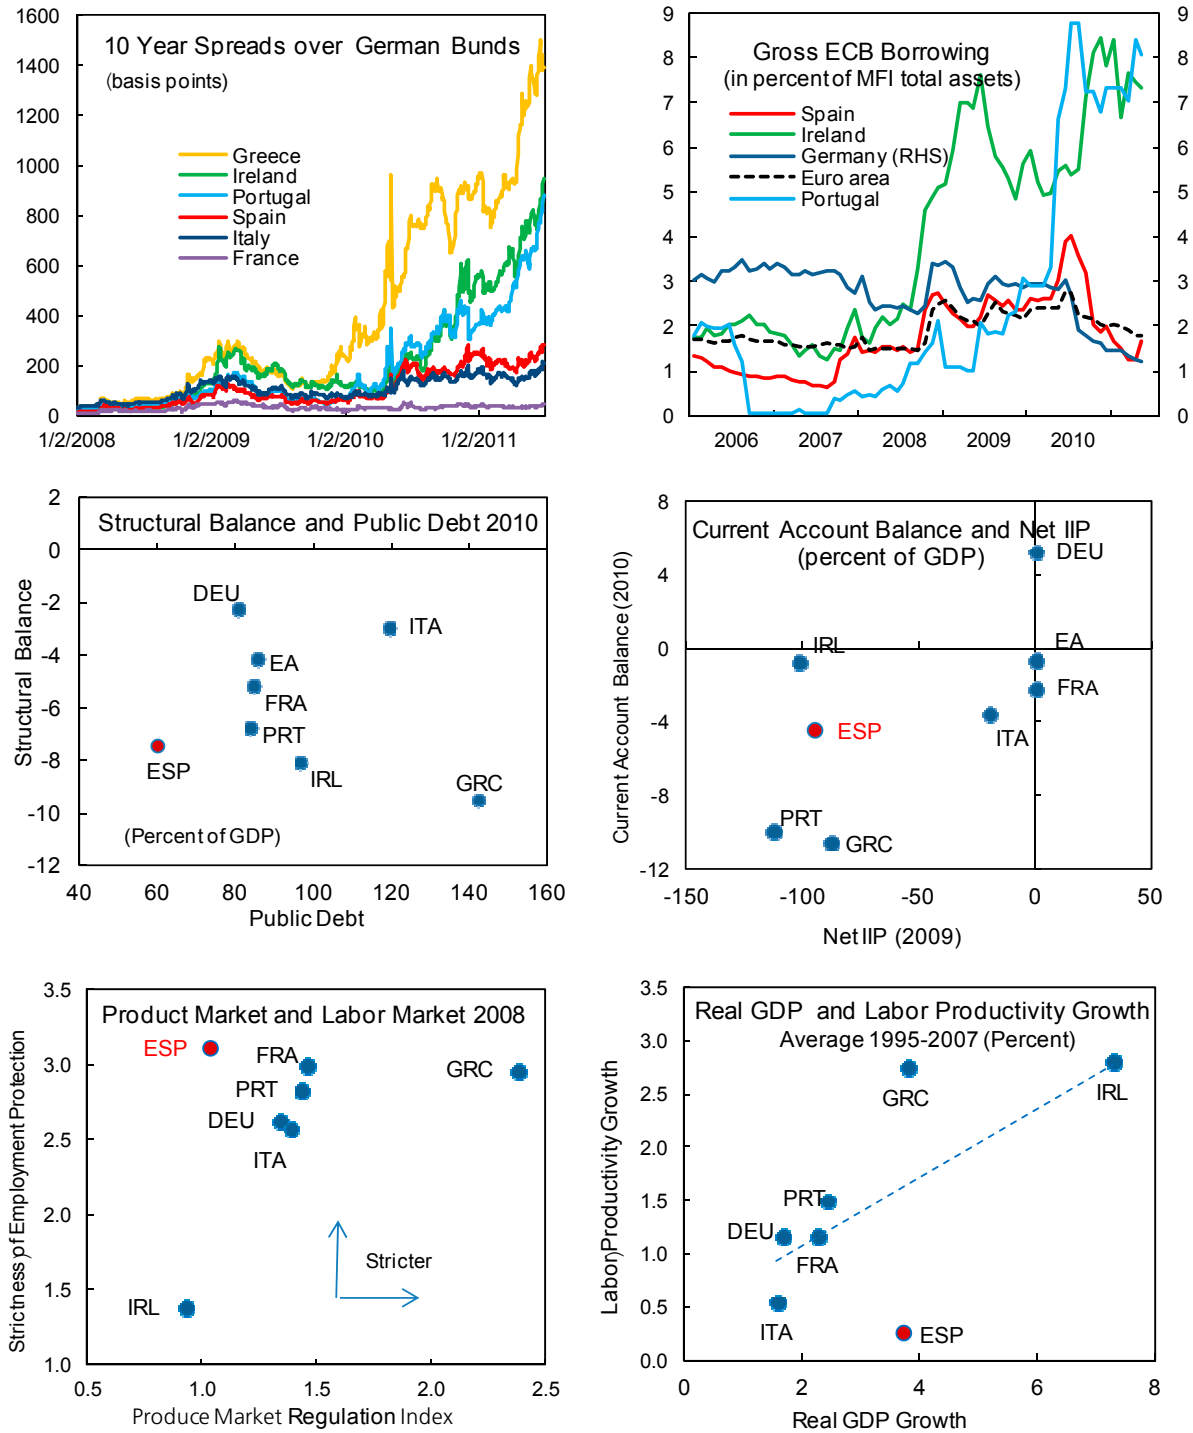 10 Year Spreads over German Bunds
(basis points)
1600
1400
1200
1000
800
600
400
200
0
Greece
Ireland
Portugal
Spain
Italy
France
1/2/2008
1/2/2009
1/2/2010
1/2/2011
Gross ECB Borrowing
(in percent of MFI total assets)
9
8
7
6
5
4
3
2
1
0
Spain
Ireland
Germany (RHS)
Euro area
Portugal
9
8
7
6
5
4
3
2
1
0
2006
2007
2008
2009
2010
Structural Balance and Public Debt 2010
Structural Balance
2
0
-2
-4
-6
-8
-10
-12
DEU
ITA
EA
FRA
PRT
ESP
IRL
GRC
(Percent of GDP)
40
60
80
100
120
140
160
Public Debt
Current Account Balance and Net IIP
(percent of GDP)
Current Account Balance (2010)
8
4
0
-4
-8
-12
DEU
EA
IRL
FRA
ESP
ITA
PRT
GRC
-150
-100
-50
0
50
Net IIP (2009)
Product Market and Labor Market 2008
Strictness of Employment Protection
3.5
3.0
2.5
2.0
1.5
1.0
ESP
FRA
GRC
PRT
DEU
ITA
Stricter
IRL
0.5
1.0
1.5
2.0
2.5
Produce Market Regulation Index
Real GDP and Labor Productivity Growth
Average 1995-2007 (Percent)
Labor Productivity Growth
3.5
3.0
2.5
2.0
1.5
1.0
0.5
0.0
GRC
IRL
PRT
DEU
FRA
ITA
ESP
0
2
4
6
8
Real GDP Growth